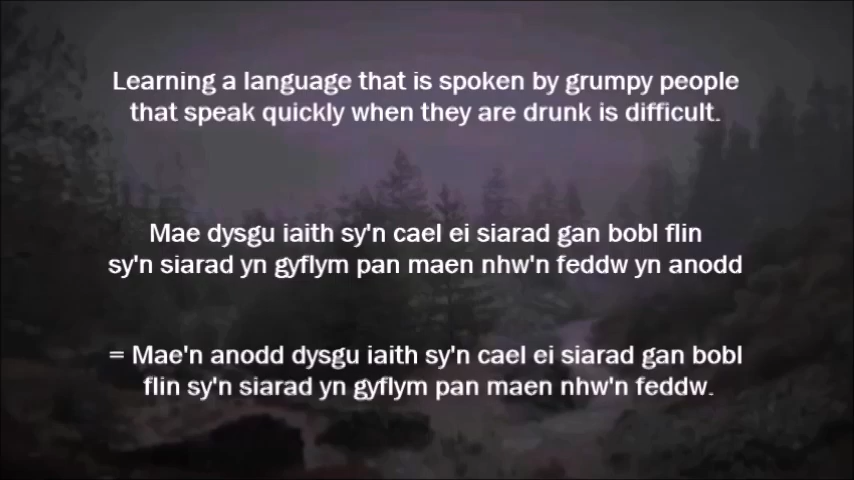 Learning a language that is spoken by grumpy people
that speak quickly when they are drunk is difficult.
Mae dysgu iaith sy'n cael ei siarad gan bobl flin
sy'n siarad yn gyflym pan maen nhw'n feddw yn anodd
= Mae'n anodd dysgu iaith sy'n cael ei siarad gan bobl
flin sy'n siarad yn gyflym pan maen nhw'n feddw.